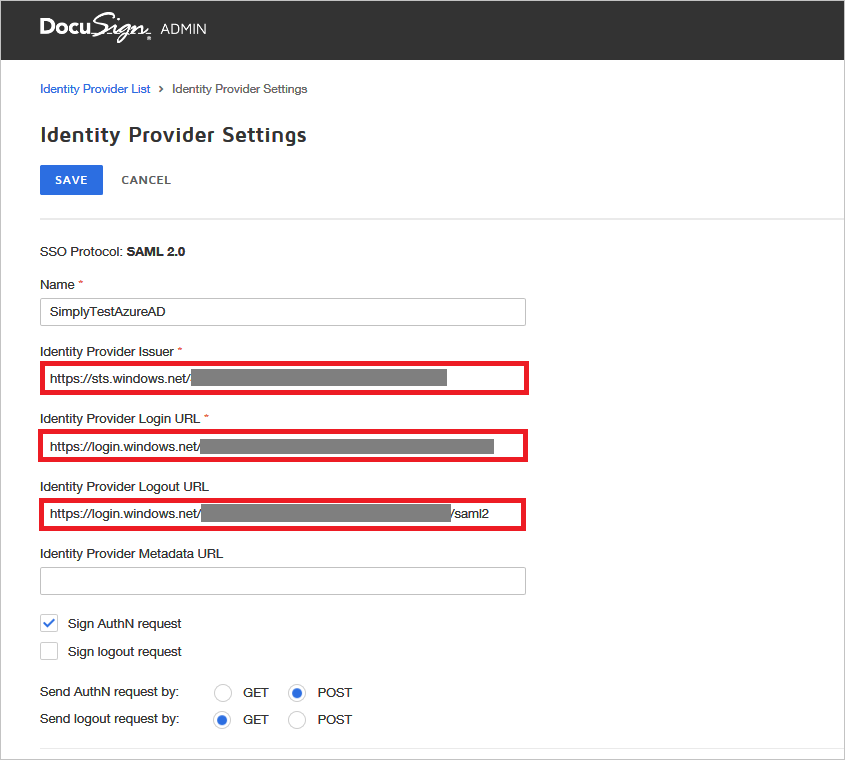 DocuSign® ADMIN
Identity Provider List > Identity Provider Settings
Identity Provider Settings
SAVE CANCEL
SSO Protocol: SAML 2.0
Name *
SimplyTestAzureAD
Identity Provider Issuer *
https://sts.windows.net/
Identity Provider Login URL *
https://login.windows.net/
Identity Provider Logout URL
https://login.windows.net/ /saml2
Identity Provider Metadata URL
Sign AuthN request
Sign logout request
Send AuthN request by: GET POST
Send logout request by: GET POST